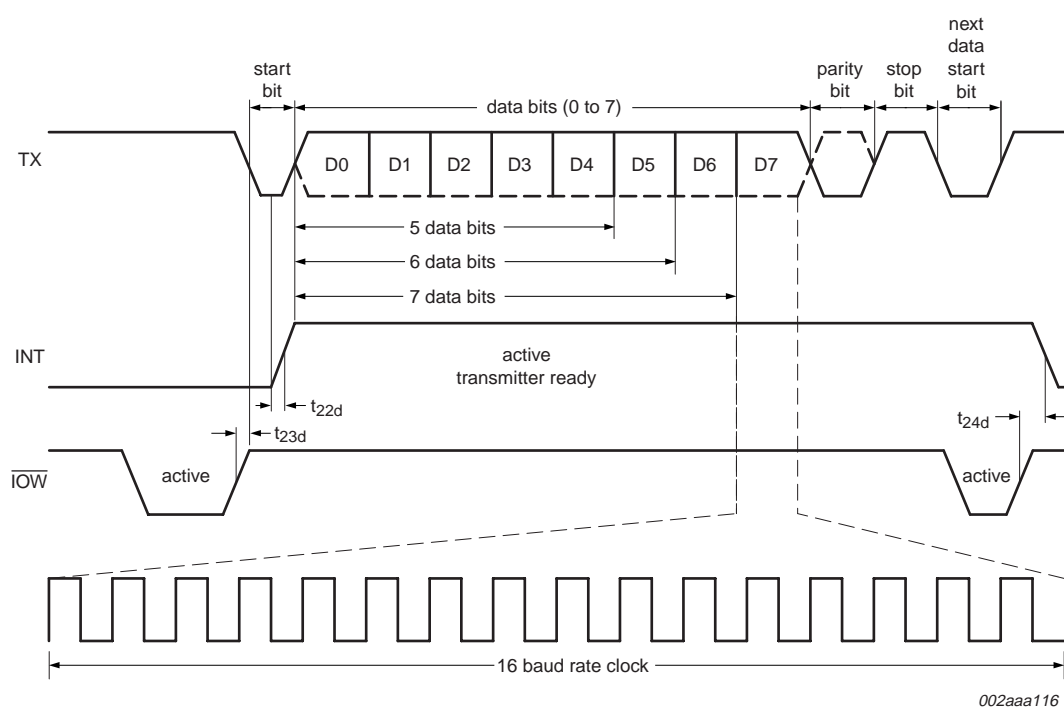 next
data
start
bit
start
bit
parity
bit
stop
bit
data bits (0 to 7)
TX
D0 D1 D2 D3 D4 D5 D6 D7
5 data bits
6 data bits
7 data bits
INT
active
transmitter ready
t22d
t23d
t24d
IOW
active
active
16 baud rate clock
002aaa116